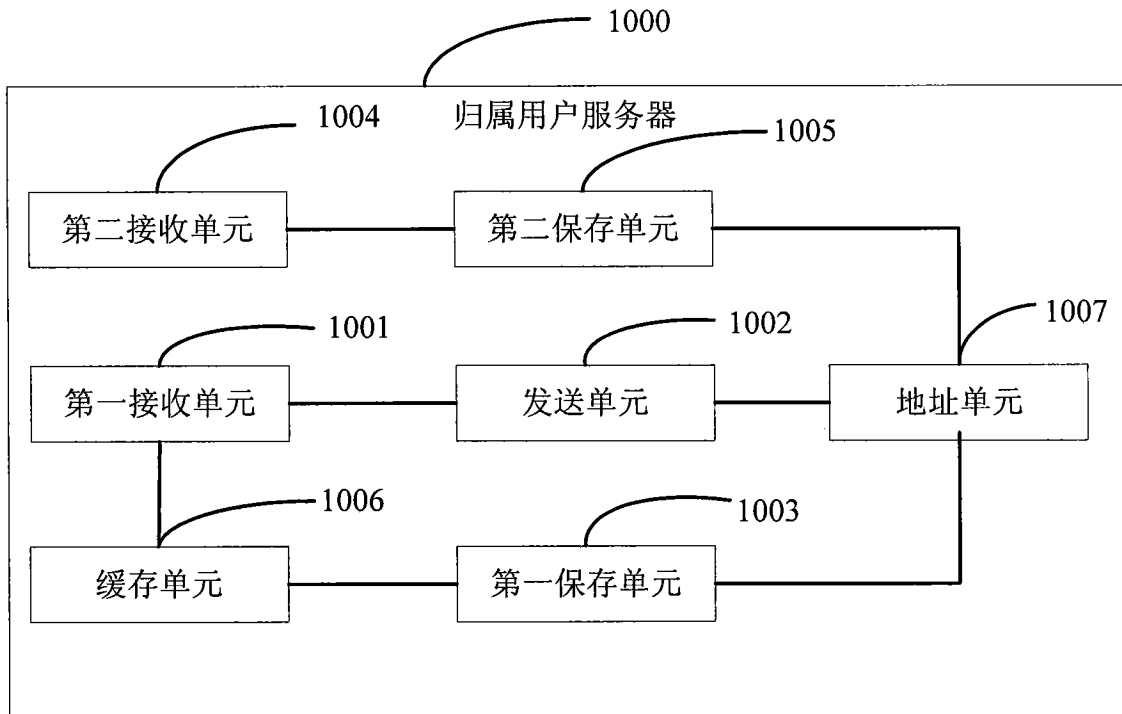 1000
归属用户服务器
1004
1005
第二接收单元
第二保存单元
1001
1002
1007
第一接收单元
发送单元
地址单元
1006
1003
缓存单元
第一保存单元